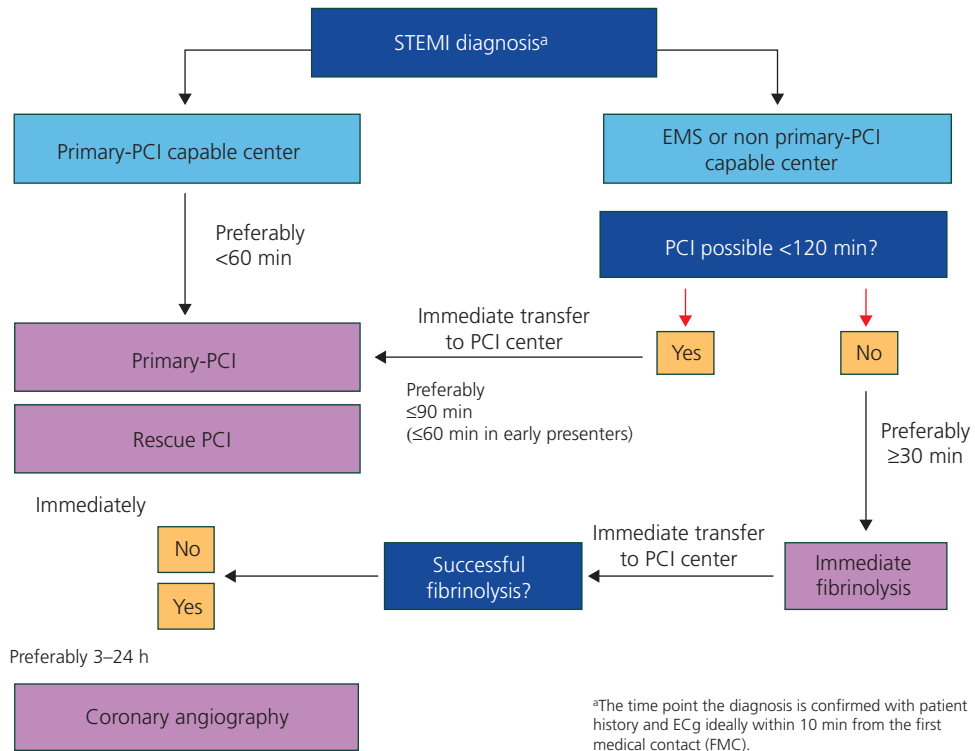 STEMI diagnosisᵃ
Primary-PCI capable center
EMS or non primary-PCI
capable center
Preferably
<60 min
PCI possible <120 min?
Immediate transfer
to PCI center
Yes
No
Primary-PCI
Preferably
≤90 min
(≤60 min in early presenters)
Rescue PCI
Preferably
≥30 min
Immediately
No
Yes
Successful
fibrinolysis?
Immediate transfer
to PCI center
Immediate
fibrinolysis
Preferably 3–24 h
Coronary angiography
ᵃThe time point the diagnosis is confirmed with patient
history and ECg ideally within 10 min from the first
medical contact (FMC).